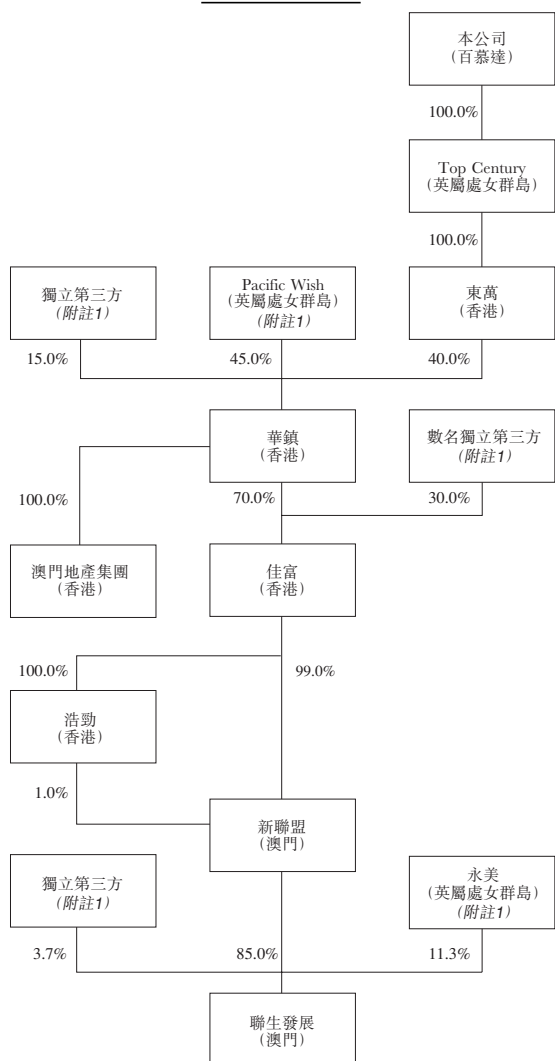 本公司
(百慕達)
100.0%
Top Century
(英屬處女群島)
100.0%
獨立第三方
(附註1)
Pacific Wish
(英屬處女群島)
(附註1)
東萬
(香港)
15.0%
45.0%
40.0%
華鎮
(香港)
數名獨立第三方
(附註1)
100.0%
70.0%
30.0%
澳門地產集團
(香港)
佳富
(香港)
100.0%
99.0%
浩勁
(香港)
1.0%
新聯盟
(澳門)
獨立第三方
(附註1)
永美
(英屬處女群島)
(附註1)
3.7%
85.0%
11.3%
聯生發展
(澳門)